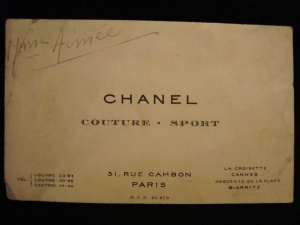 Mme Aimée
CHANEL
COUTURE · SPORT
TEL.
LOUVRE
LOUVRE
CENTRAL
31, RUE CAMBON
PARIS
LA CROISETTE
CANNES
DESCENTE DE LA PLAGE
BIARRITZ